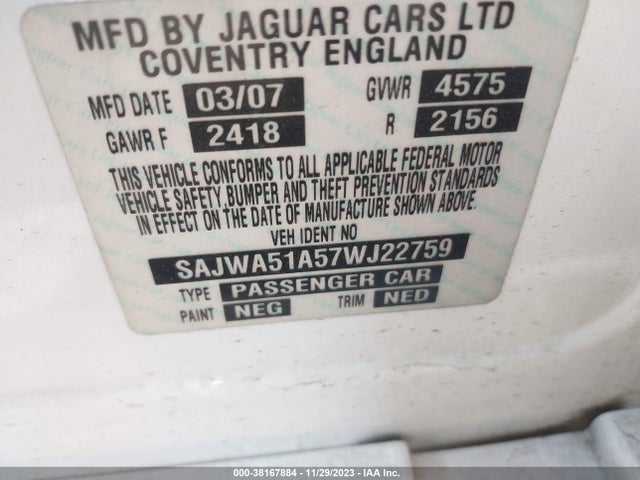 MFD BY JAGUAR CARS LTD
COVENTRY ENGLAND
MFD DATE 03/07 GVWR 4575
GAWR F 2418 R 2156
THIS VEHICLE CONFORMS TO ALL APPLICABLE FEDERAL MOTOR
VEHICLE SAFETY, BUMPER AND THEFT PREVENTION STANDARDS
IN EFFECT ON THE DATE OF MANUFACTURE SHOWN ABOVE.
VEH IDENT NO
SAJWA51A57WJ22759
TYPE PASSENGER CAR
PAINT NEG TRIM NED
000-38167884 | 11/29/2023 | IAA Inc.